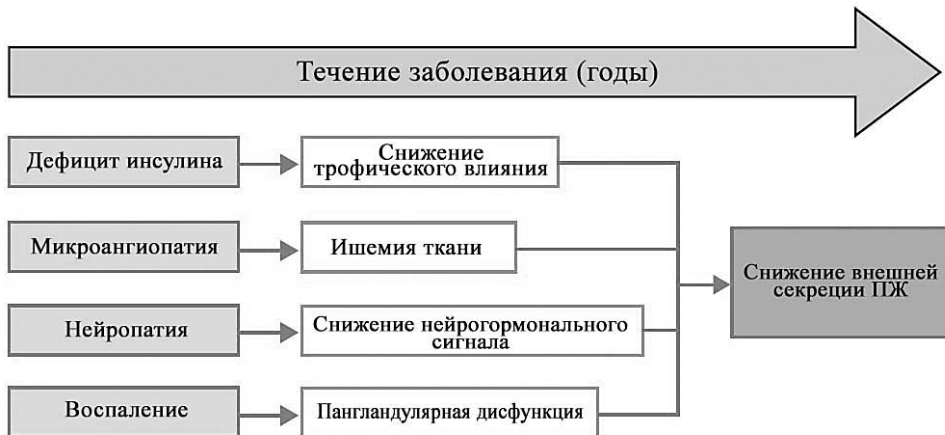 Течение заболевания (годы)
Дефицит инсулина
Снижение
трофического влияния
Микроангиопатия
Ишемия ткани
Нейропатия
Снижение нейрогормонального
сигнала
Воспаление
Пангландулярная дисфункция
Снижение внешней
секреции ПЖ